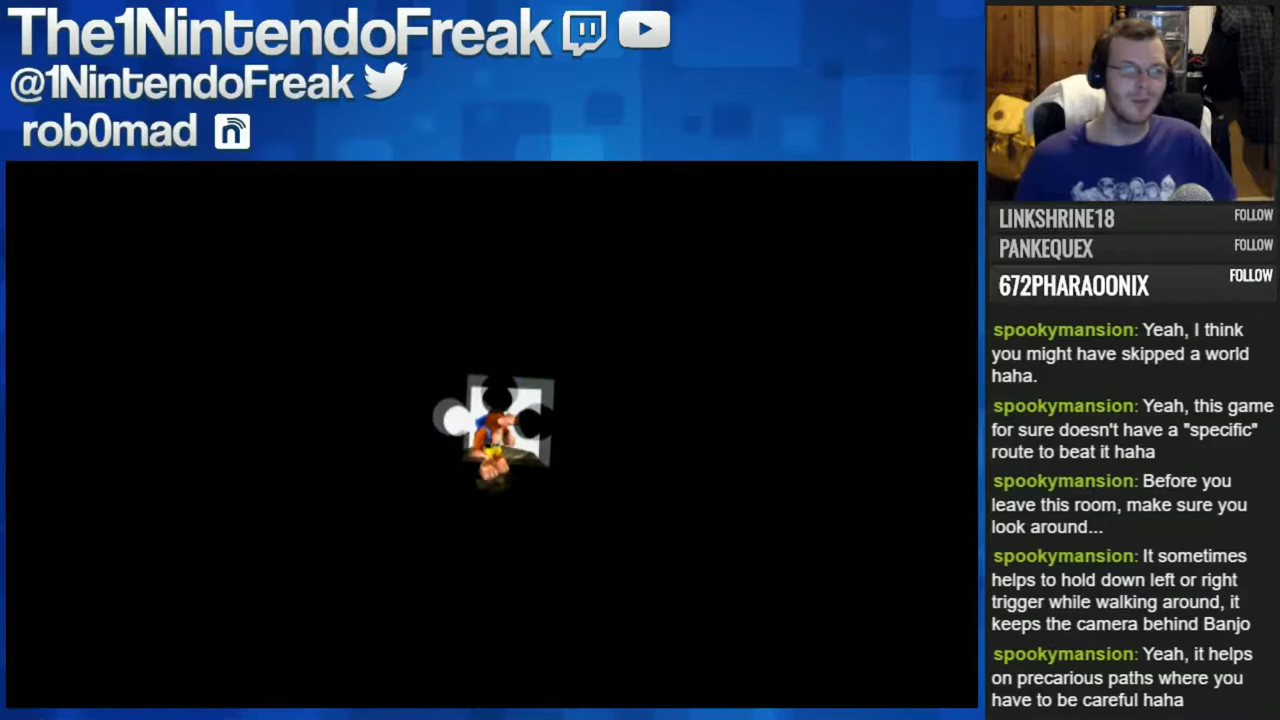 The1NintendoFreak
@1NintendoFreak
rob0mad
LINKSHRINE18 FOLLOW
PANKEQUEX FOLLOW
672PHARAOONIX FOLLOW
spookymansion: Yeah, I think
you might have skipped a world
haha.
spookymansion: Yeah, this game
for sure doesn't have a "specific"
route to beat it haha
spookymansion: Before you
leave this room, make sure you
look around...
spookymansion: It sometimes
helps to hold down left or right
trigger while walking around, it
keeps the camera behind Banjo
spookymansion: Yeah, it helps
on precarious paths where you
have to be careful haha